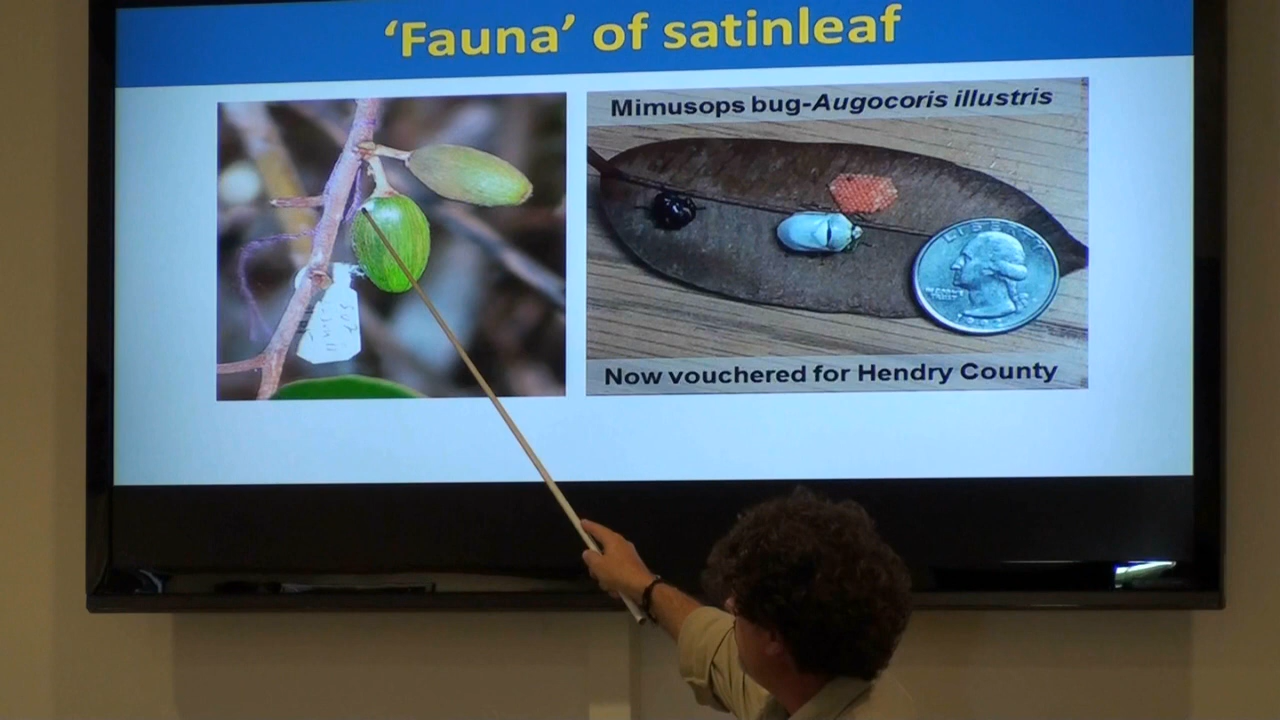 'Fauna' of satinleaf
Mimusops bug-Augocoris illustris
LIBERTY
Now vouchered for Hendry County